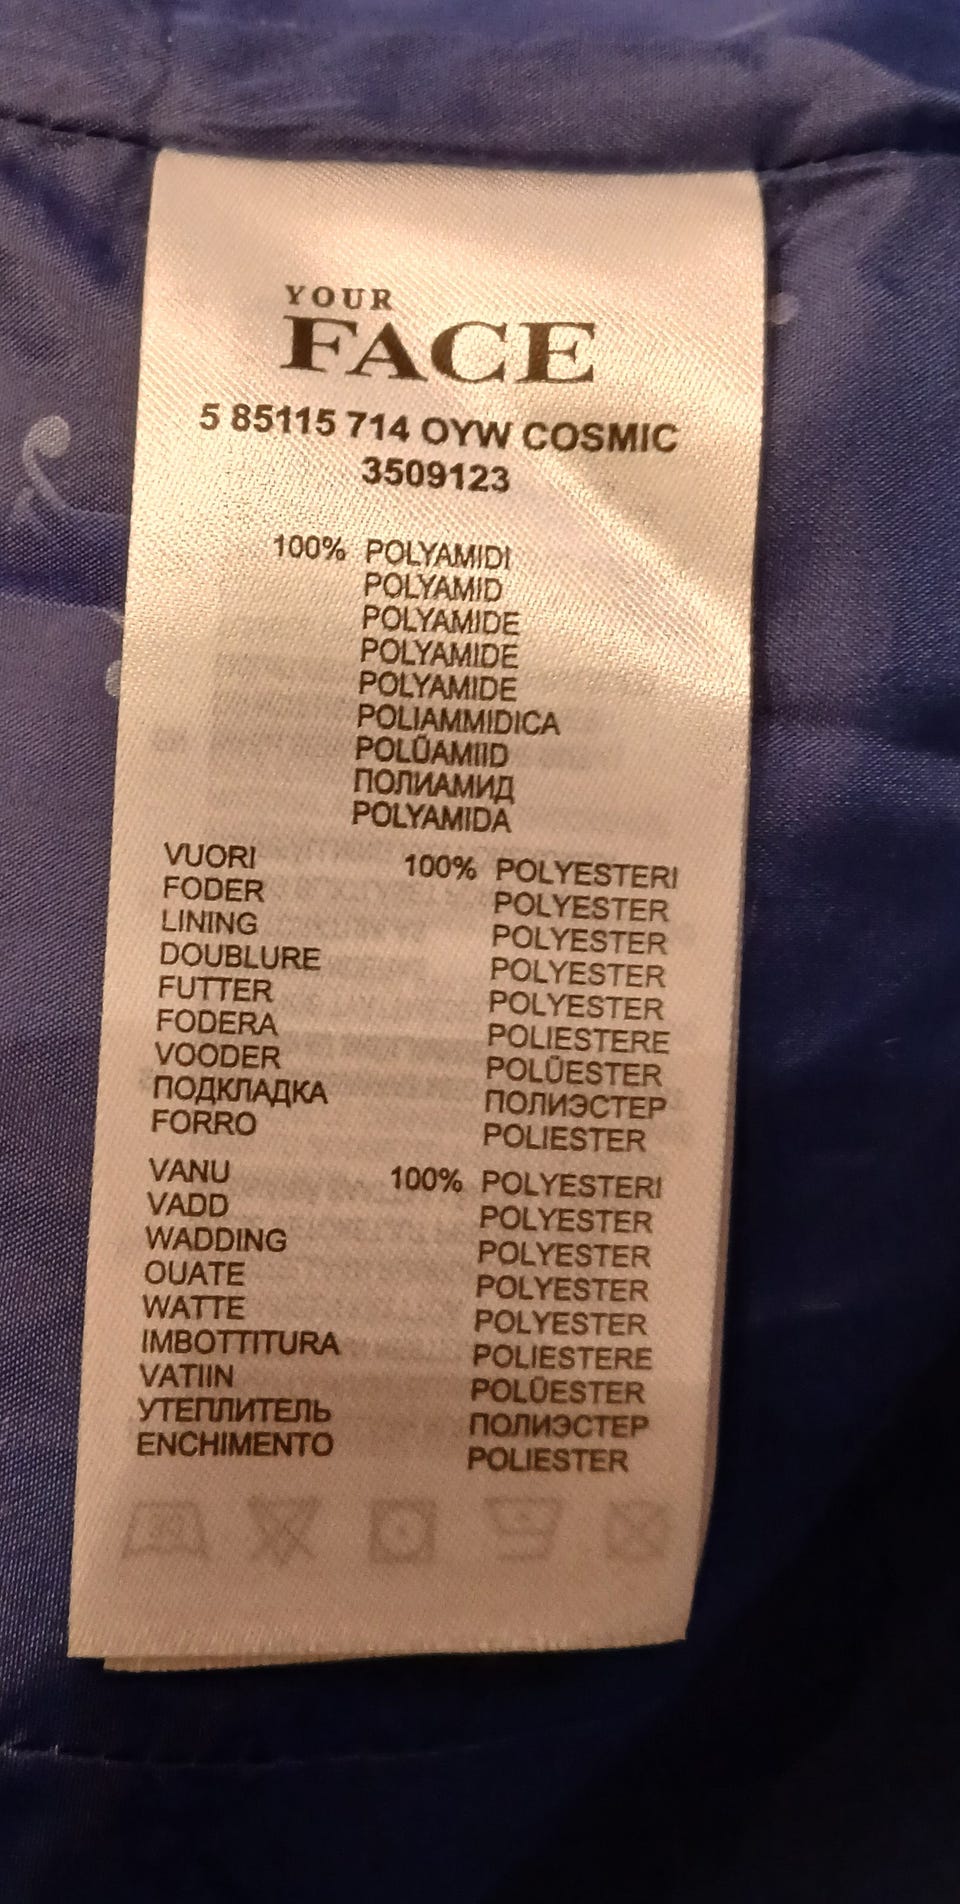 YOUR
FACE
5 85115 714 OYW COSMIC
3509123
100% POLYAMIDI
POLYAMID
POLYAMIDE
POLYAMIDE
POLYAMIDE
POLIAMMIDICA
POLÜAMIID
ПОЛИАМИД
POLYAMIDA
VUORI 100% POLYESTERI
FODER POLYESTER
LINING POLYESTER
DOUBLURE POLYESTER
FUTTER POLYESTER
FODERA POLIESTERE
VOODER POLÜESTER
ПОДКЛАДКА ПОЛИЭСТЕР
FORRO POLIESTER
VANU 100% POLYESTERI
VADD POLYESTER
WADDING POLYESTER
OUATE POLYESTER
WATTE POLYESTER
IMBOTTITURA POLIESTERE
VATIIN POLÜESTER
УТЕПЛИТЕЛЬ ПОЛИЭСТЕР
ENCHIMENTO POLIESTER